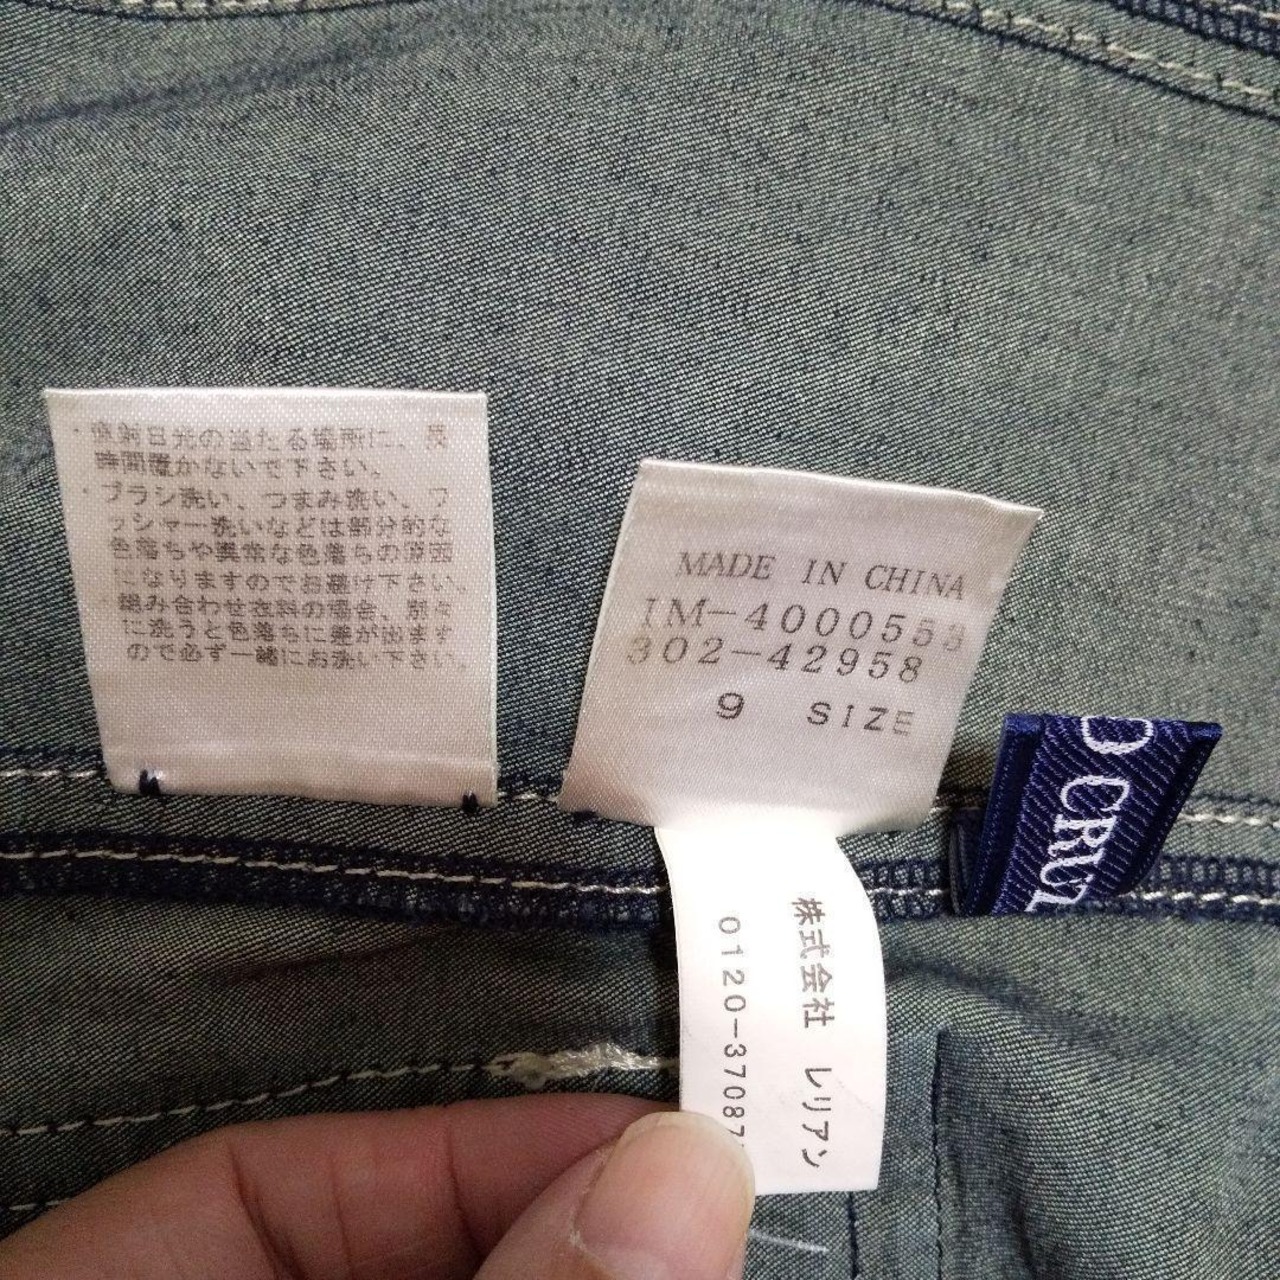 ・直射日光の当たる場所に、長
時間置かないで下さい。
・ブラシ洗い、つまみ洗い、ワ
ッシャー洗いなどは部分的な
色落ちや異常な色落ちの原因
になりますのでお避け下さい。
・組み合わせ衣料の場合、別々
に洗うと色落ちに差が出ます
ので必ず一緒にお洗い下さい。
MADE IN CHINA
IM-4000558
302-42958
9 SIZE
株式会社 レリアン
0120-37087